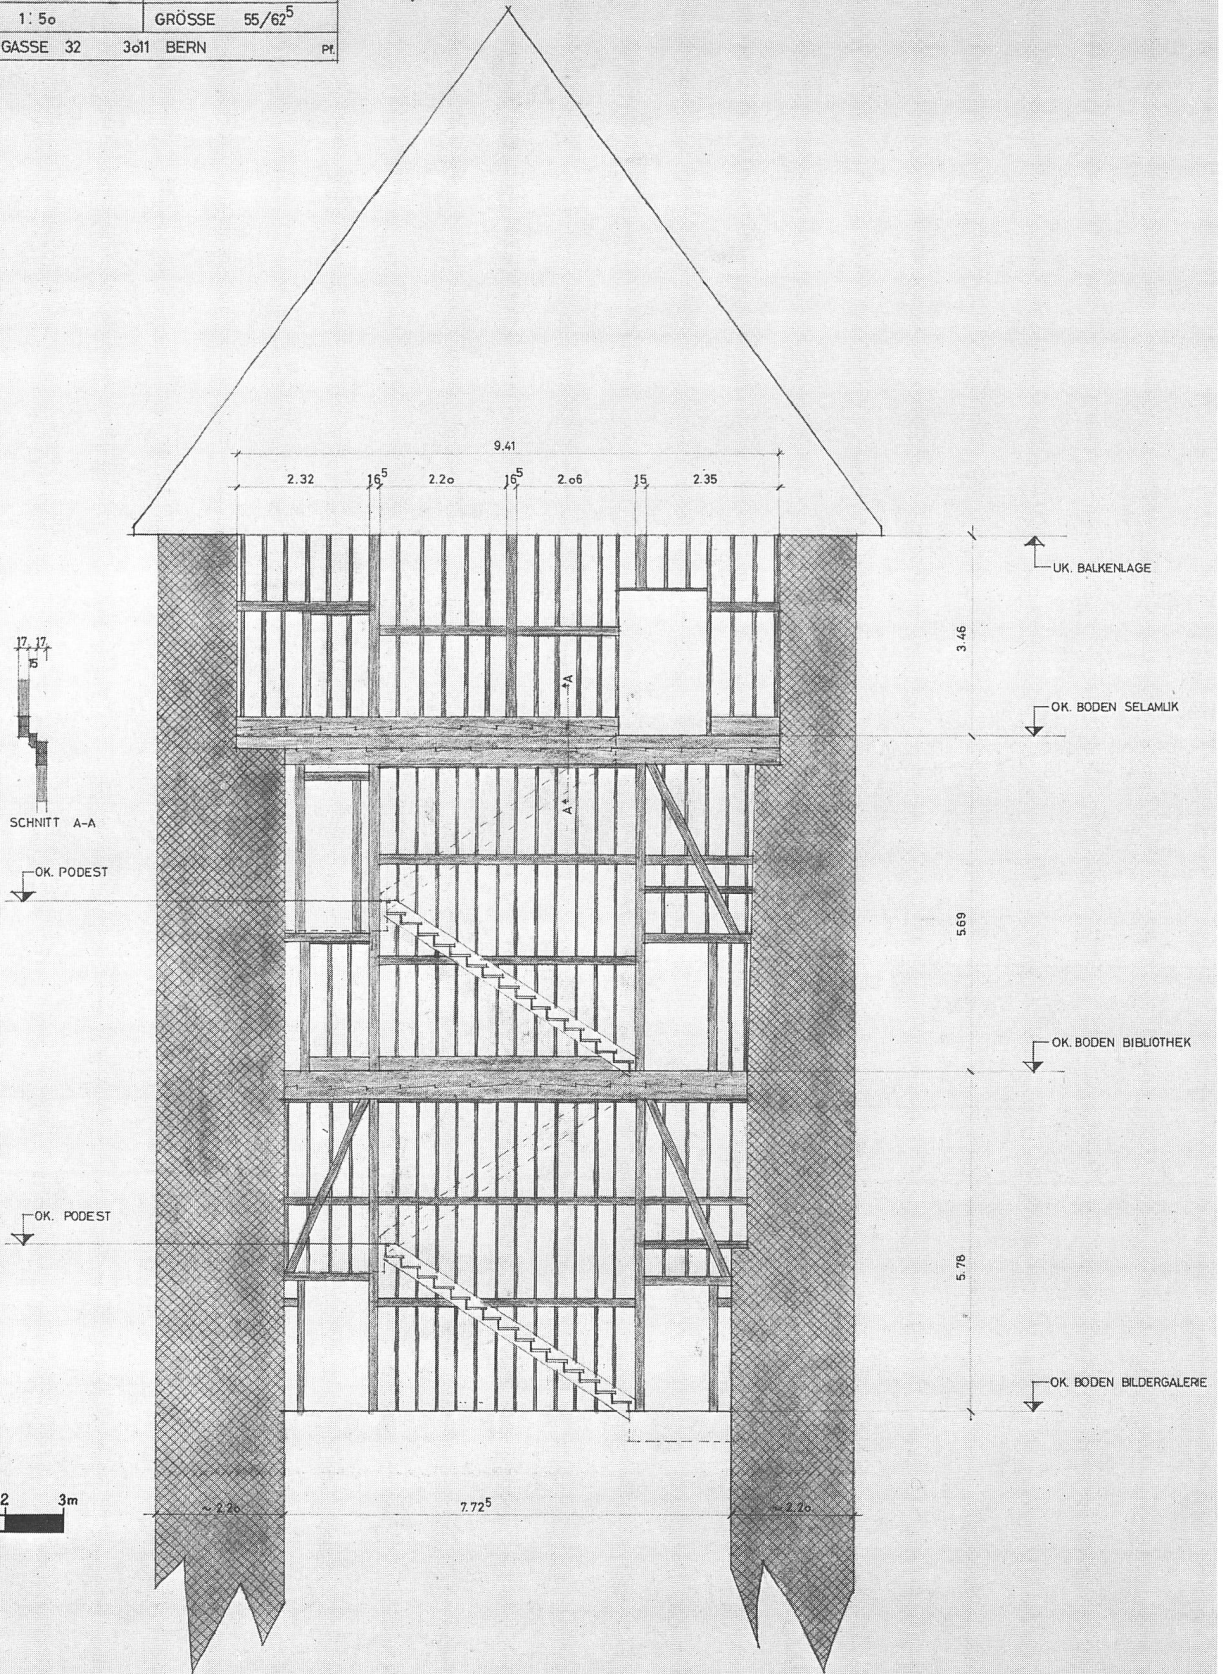 1:50 GRÖSSE 55/62⁵
GASSE 32 3011 BERN Pf.
9.41
2.32 16⁵ 2.20 16⁵ 2.06 15 2.35
UK. BALKENLAGE
3.46
17 17
15
A
OK. BODEN SELAMLIK
A
SCHNITT A-A
OK. PODEST
5.69
OK. BODEN BIBLIOTHEK
OK. PODEST
5.78
OK. BODEN BILDERGALERIE
2 3m
~ 2.20 7.72⁵ ~ 2.20